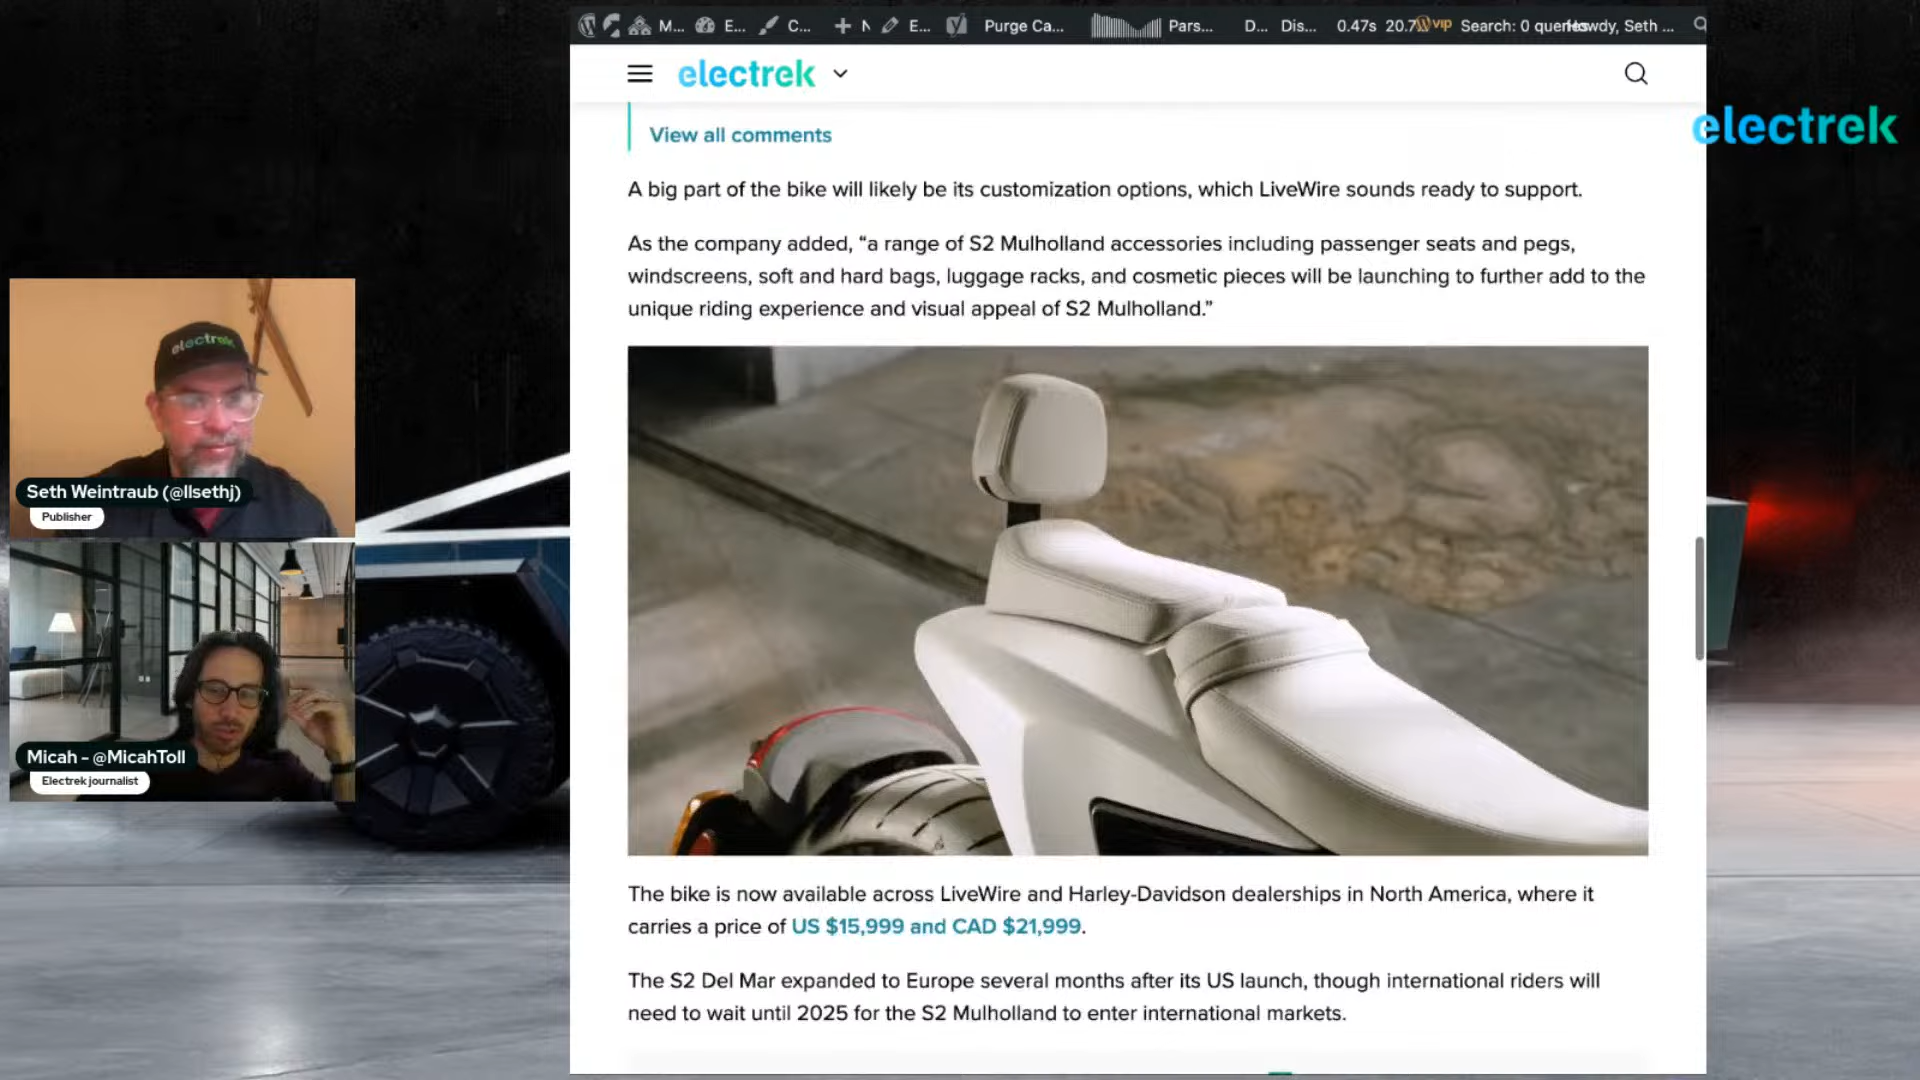 M... E... C... N E... Purge Ca... Pars... D... Dis... 0.47s 20.7 VIP Search: 0 queries Howdy, Seth ...
electrek
electrek
View all comments
A big part of the bike will likely be its customization options, which LiveWire sounds ready to support.
As the company added, “a range of S2 Mulholland accessories including passenger seats and pegs,
windscreens, soft and hard bags, luggage racks, and cosmetic pieces will be launching to further add to the
unique riding experience and visual appeal of S2 Mulholland.”
electrek
Seth Weintraub (@llsethj)
Publisher
Micah - @MicahToll
Electrek journalist
The bike is now available across LiveWire and Harley-Davidson dealerships in North America, where it
carries a price of US $15,999 and CAD $21,999.
The S2 Del Mar expanded to Europe several months after its US launch, though international riders will
need to wait until 2025 for the S2 Mulholland to enter international markets.